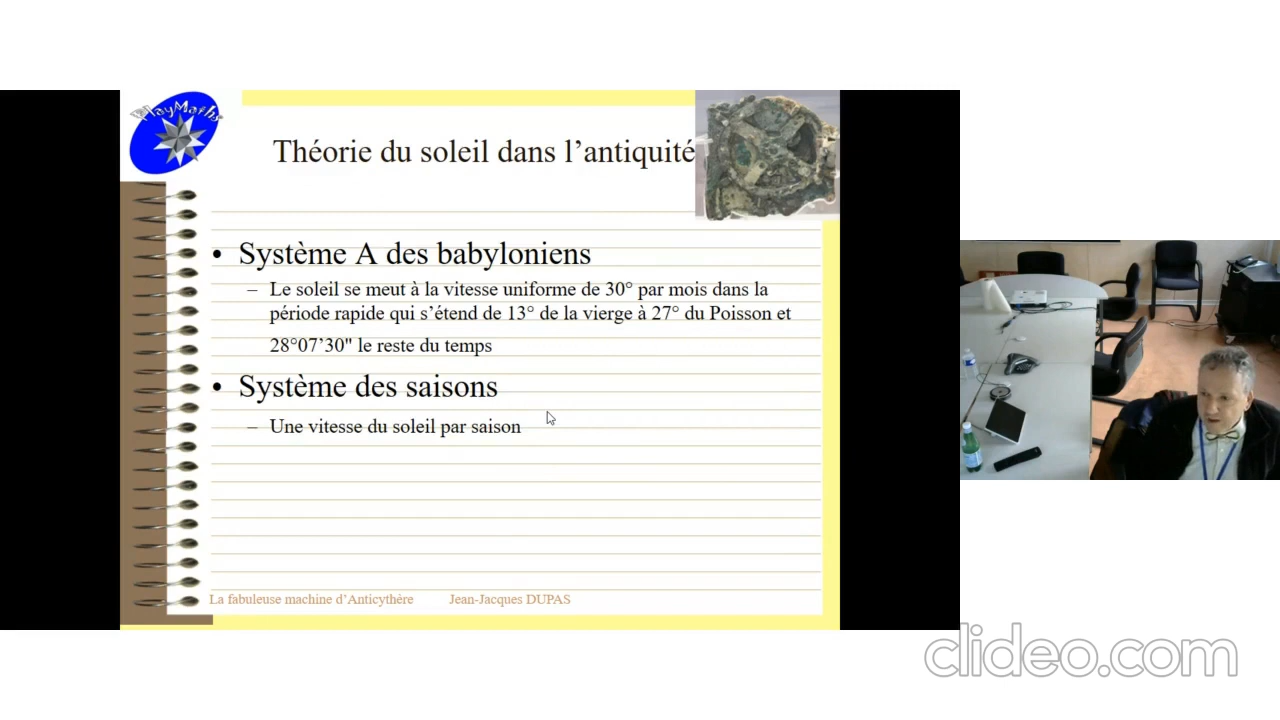 PlayMaths
Théorie du soleil dans l’antiquité
• Système A des babyloniens
– Le soleil se meut à la vitesse uniforme de 30° par mois dans la
période rapide qui s’étend de 13° de la vierge à 27° du Poisson et
28°07’30" le reste du temps
• Système des saisons
– Une vitesse du soleil par saison
La fabuleuse machine d’Anticythère Jean-Jacques DUPAS
clideo.com